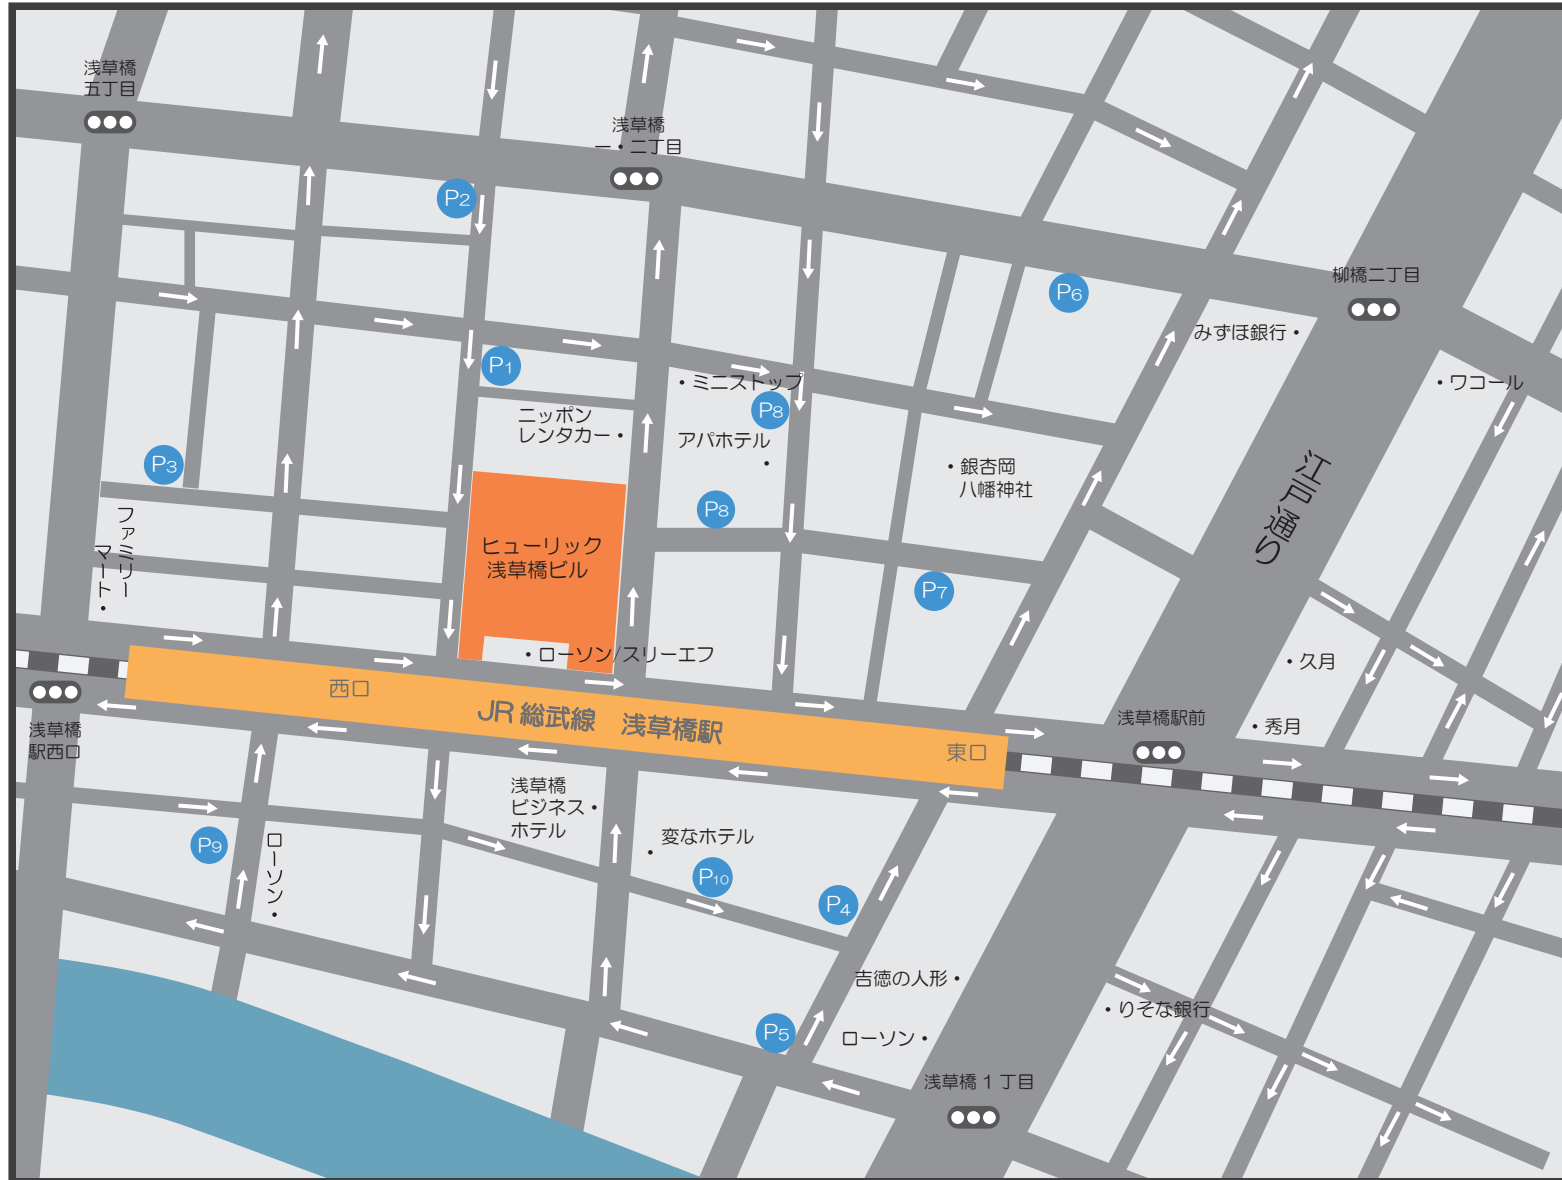 浅草橋
五丁目
浅草橋
一・二丁目
P2
柳橋二丁目
P6
みずほ銀行・
P1
・ミニストップ
・ワコール
P8
ニッポン
レンタカー・
アパホテル
・
P3
・銀杏岡
八幡神社
江戸通り
P8
ファミリー
マート・
ヒューリック
浅草橋ビル
P7
・ローソン/スリーエフ
・久月
西口
JR 総武線　浅草橋駅
浅草橋駅前
・秀月
浅草橋
駅西口
東口
浅草橋
ビジネス・
ホテル
変なホテル
・
P9
ローソン・
P10
P4
吉徳の人形・
・りそな銀行
P5
ローソン・
浅草橋 1 丁目